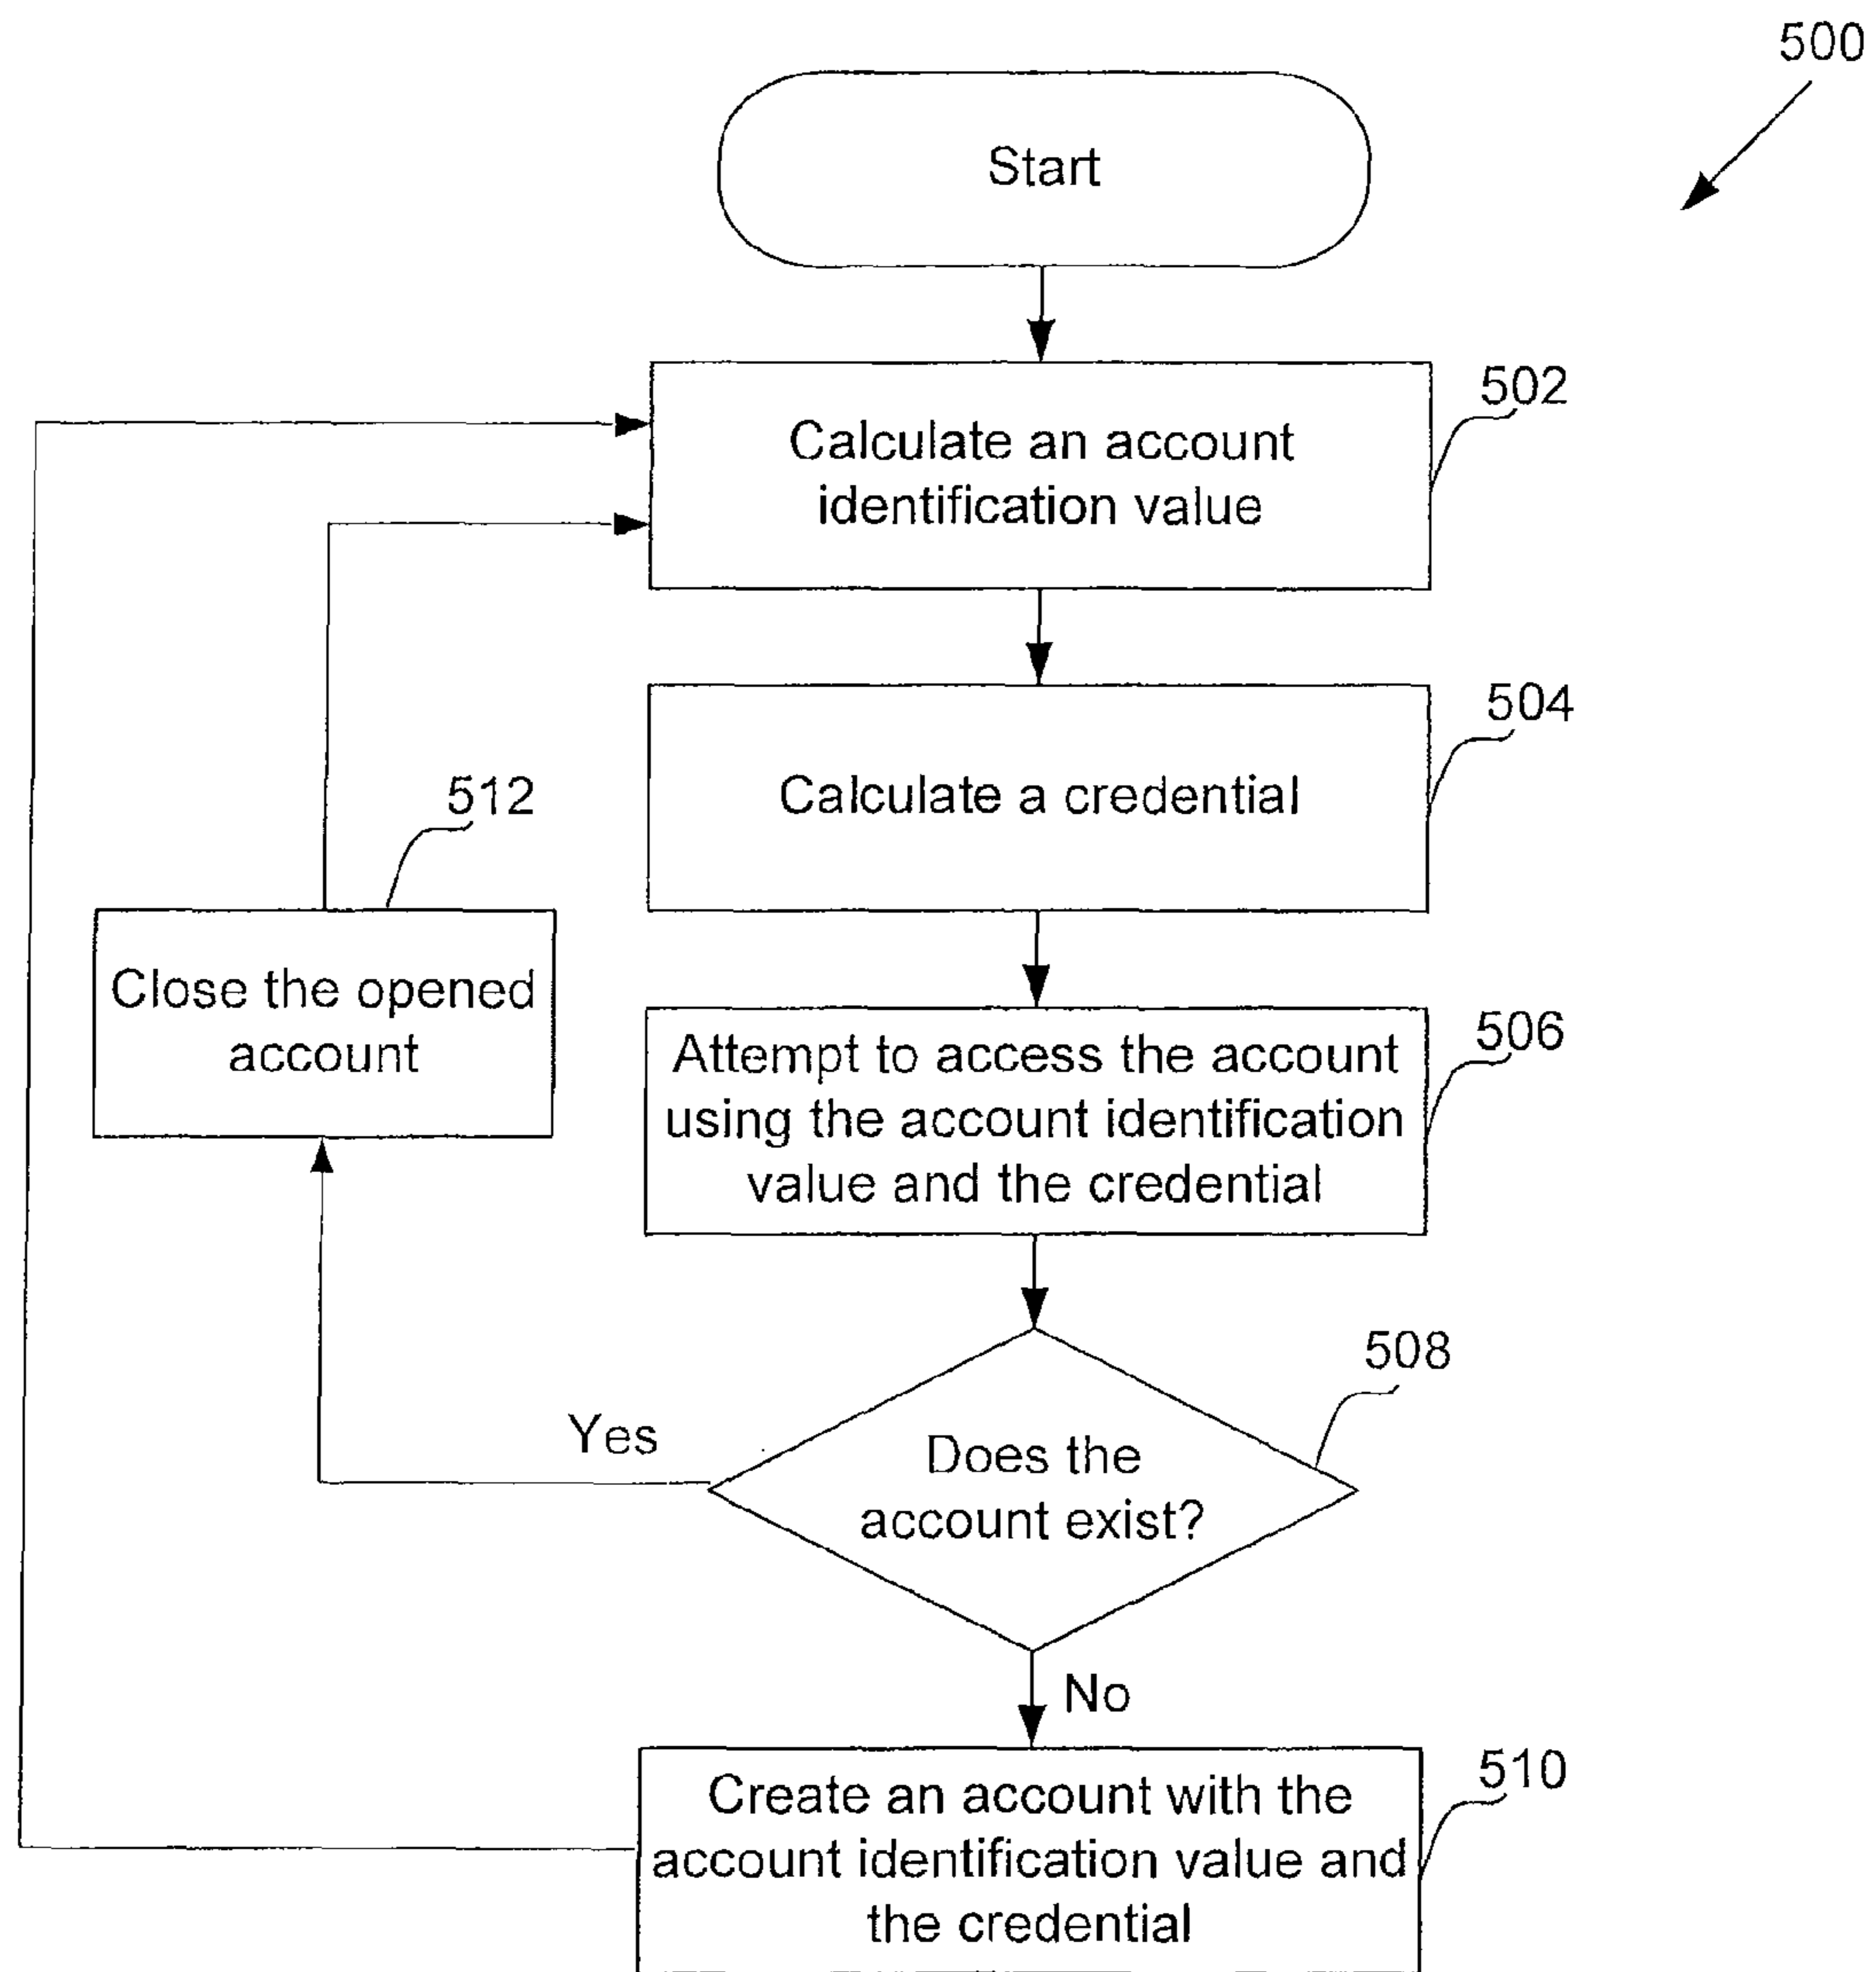 500
Start
502
Calculate an account
identification value
504
Calculate a credential
512
Close the opened
account
506
Attempt to access the account
using the account identification
value and the credential
508
Yes
Does the
account exist?
No
510
Create an account with the
account identification value and
the credential